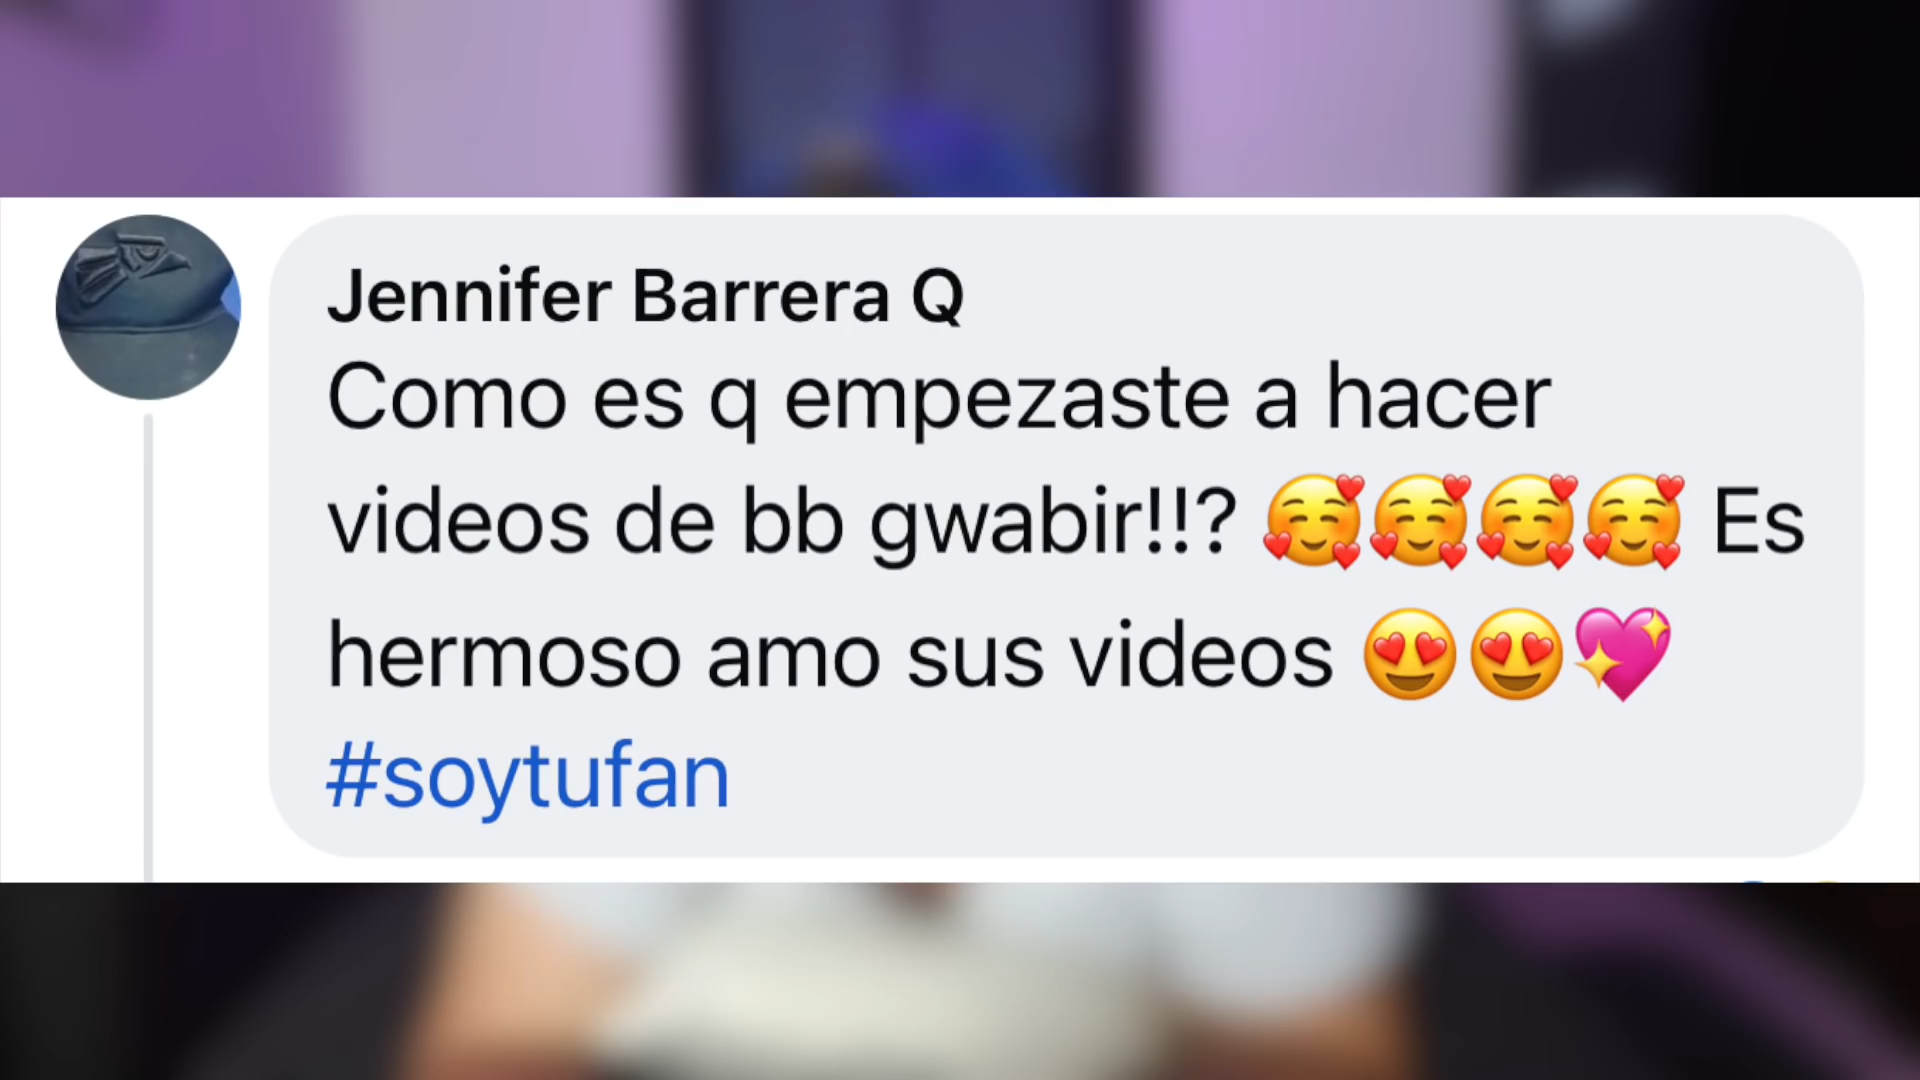 Jennifer Barrera Q
Como es q empezaste a hacer
videos de bb gwabir!!? 🥰🥰🥰🥰 Es
hermoso amo sus videos 😍😍💖
#soytufan